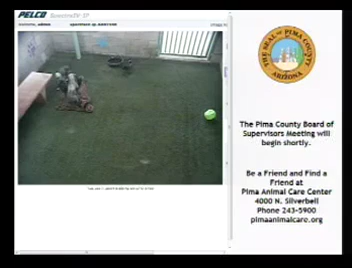 PELCO
THE SEAL OF PIMA COUNTY
ARIZONA
The Pima County Board of
Supervisors Meeting will
begin shortly.
Be a Friend and Find a
Friend at
Pima Animal Care Center
4000 N. Silverbell
Phone 243-5900
pimaanimalcare.org